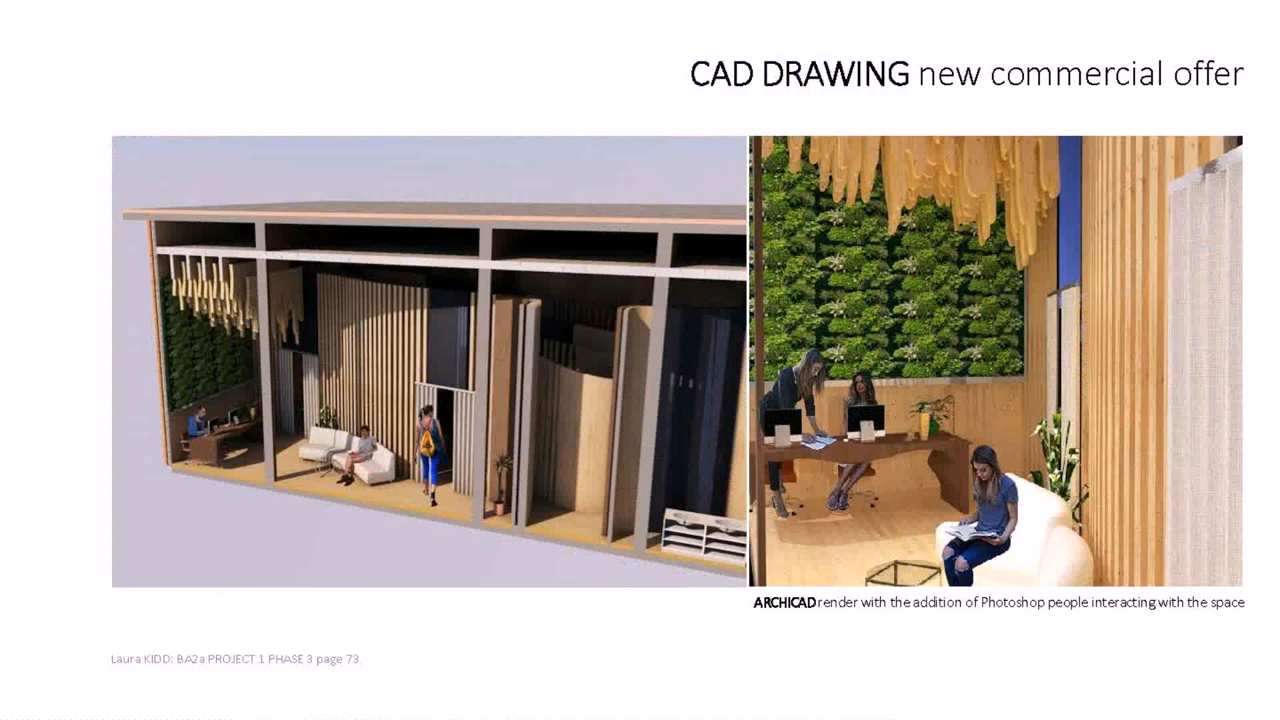 CAD DRAWING new commercial offer
ARCHICAD render with the addition of Photoshop people interacting with the space
Laura KIDD: BA2a PROJECT 1 PHASE 3 page 73.